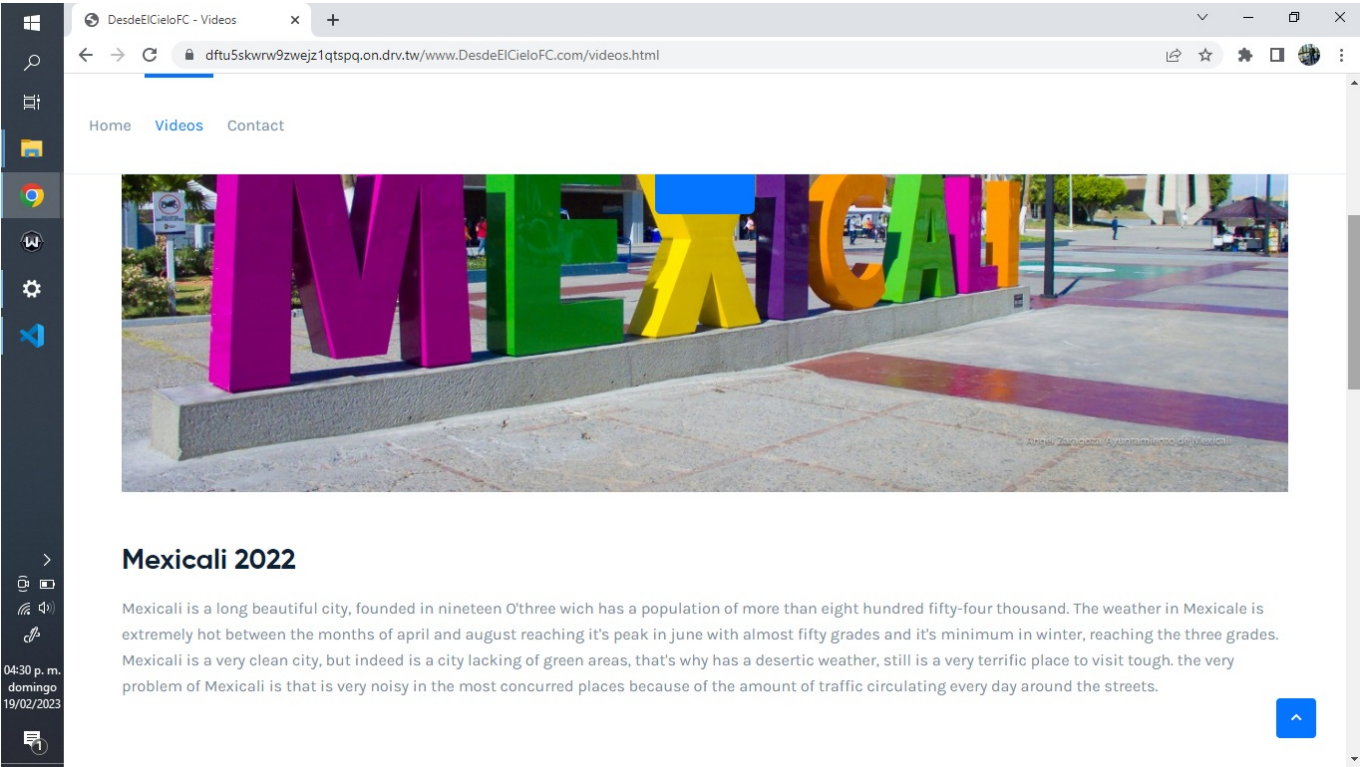 DesdeElCieloFC - Videos
dftu5skwrw9zwejz1qtspq.on.drv.tw/www.DesdeElCieloFC.com/videos.html
Home Videos Contact
MEXICALI
© Angel Zaragoza, Ayuntamiento de Mexicali
Mexicali 2022
Mexicali is a long beautiful city, founded in nineteen O'three wich has a population of more than eight hundred fifty-four thousand. The weather in Mexicale is
extremely hot between the months of april and august reaching it's peak in june with almost fifty grades and it's minimum in winter, reaching the three grades.
Mexicali is a very clean city, but indeed is a city lacking of green areas, that's why has a desertic weather, still is a very terrific place to visit tough. the very
problem of Mexicali is that is very noisy in the most concurred places because of the amount of traffic circulating every day around the streets.
04:30 p. m.
domingo
19/02/2023
1